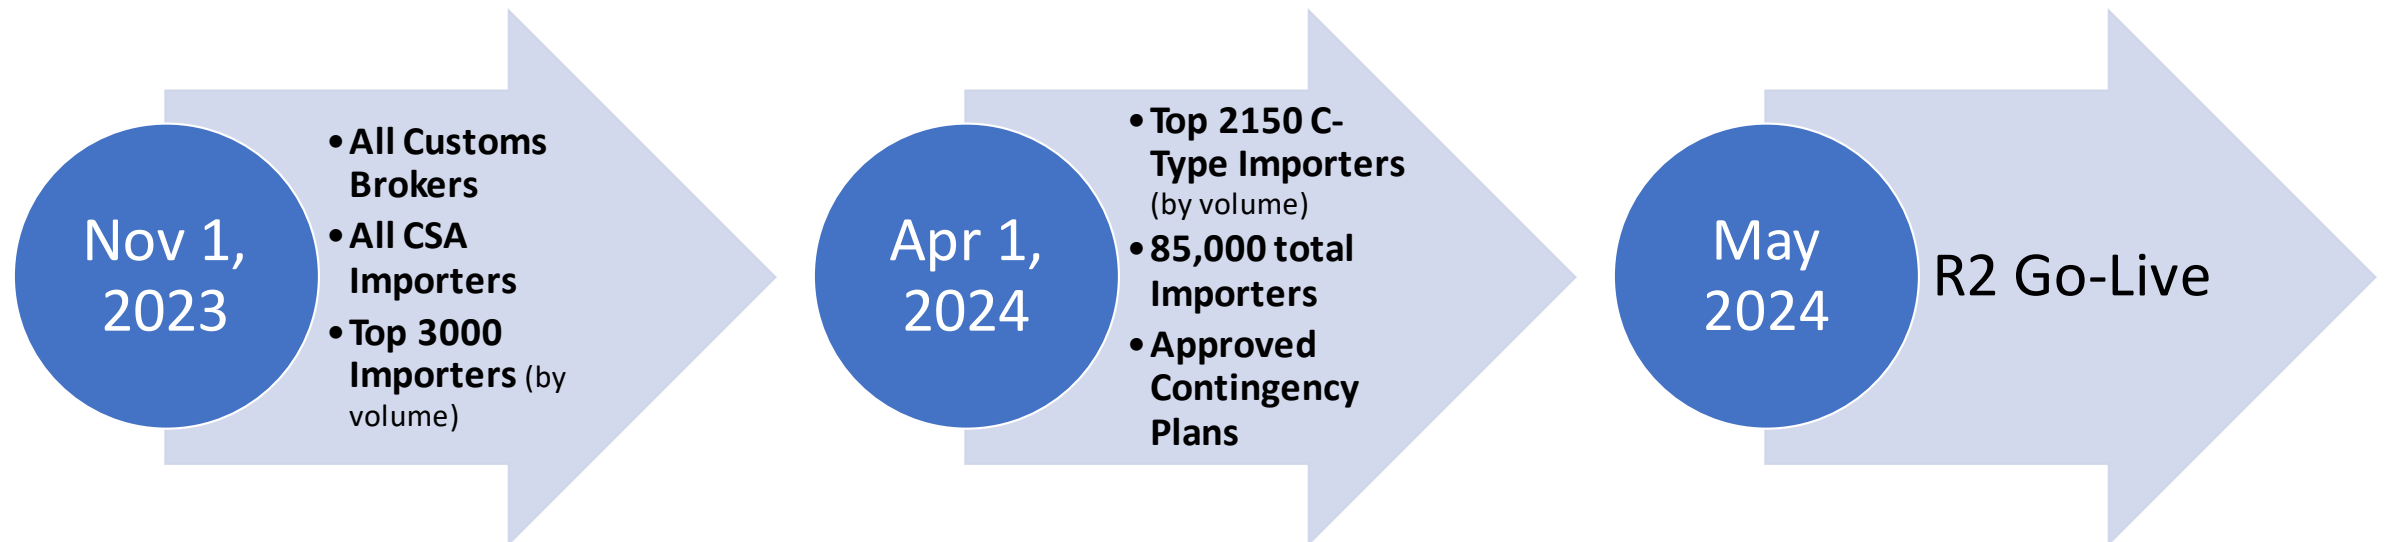 Nov 1,
2023
•All Customs
Brokers
•All CSA
Importers
•Top 3000
Importers (by
volume)
Apr 1,
2024
•Top 2150 C-
Type Importers
(by volume)
•85,000 total
Importers
•Approved
Contingency
Plans
May
2024
R2 Go-Live